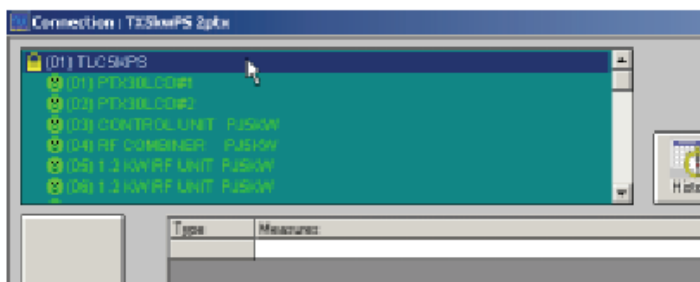 Connection : TX5kwPS 2ptx
(01) TLC5KPS
(01) PTX30LCD#1
(02) PTX30LCD#2
(03) CONTROL UNIT PJ5KW
(04) RF COMBINER PJ5KW
(05) 1.2 KW RF UNIT PJ5KW
(06) 1.2 KW RF UNIT PJ5KW
Type Measures